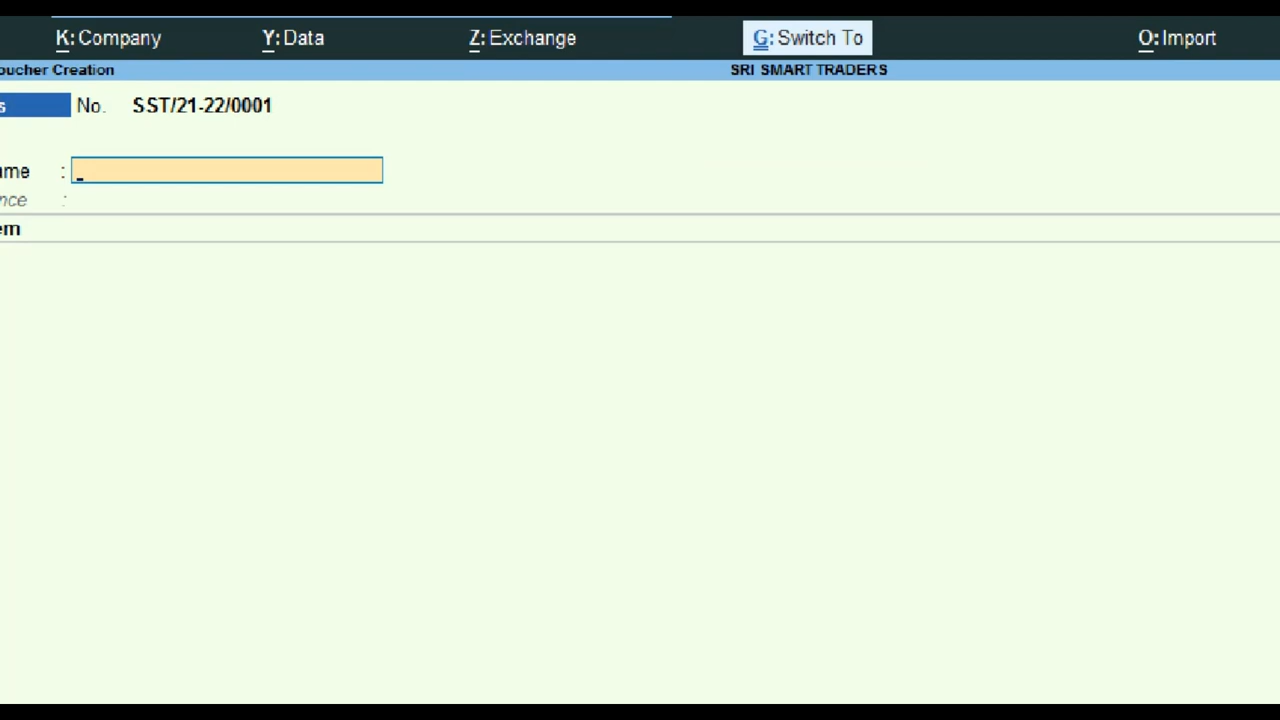 K: Company Y: Data Z: Exchange G: Switch To O: Import
oucher Creation SRI SMART TRADERS
s No. SST/21-22/0001
ame :
nce :
em